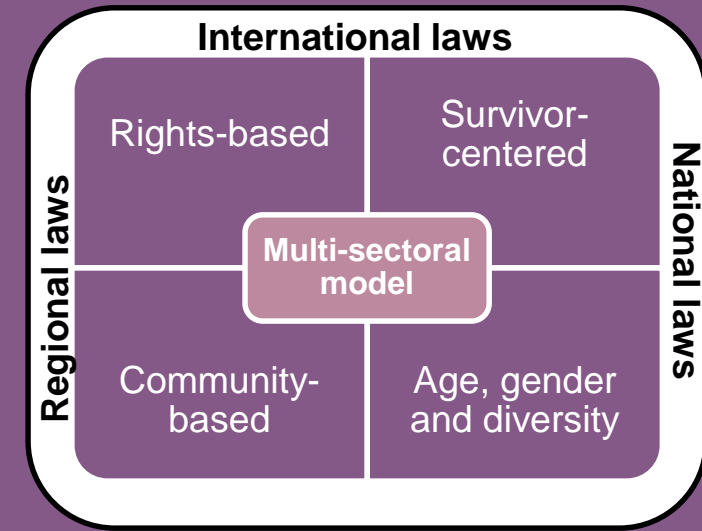 International laws
Rights-based
Survivor-
centered
Regional laws
National laws
Multi-sectoral
model
Community-
based
Age, gender
and diversity